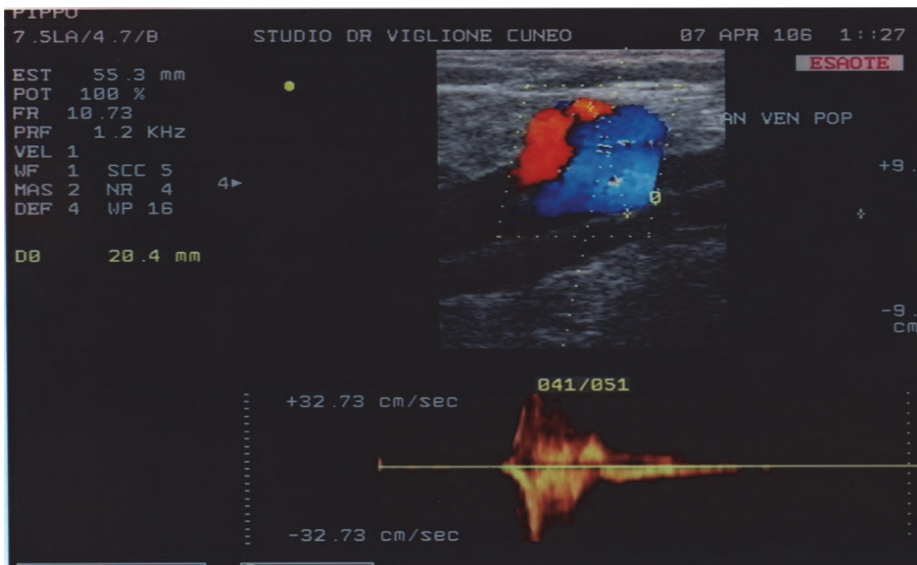 PIPPO
7.5LA/4.7/B STUDIO DR VIGLIONE CUNEO 07 APR 106 1::27
ESAOTE
EST 55.3 mm
POT 100 %
FR 10.73
PRF 1.2 KHz
VEL 1
WF 1 SCC 5
MAS 2 NR 4
DEF 4 WP 16
D0 20.4 mm
AN VEN POP
4►
0
+9.
-9.
cm
041/051
+32.73 cm/sec
-32.73 cm/sec